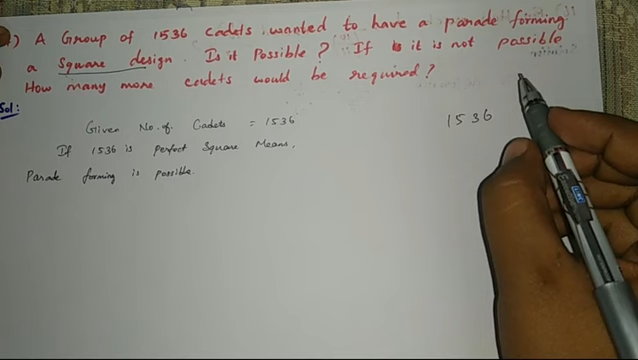 ) A Group of 1536 Cadets wanted to have a parade forming
a Square design. Is it Possible? If it is not possible
How many more cadets would be required?
Sol:
Given No. of Cadets = 1536
If 1536 is perfect Square Means,
Parade forming is possible.
1536